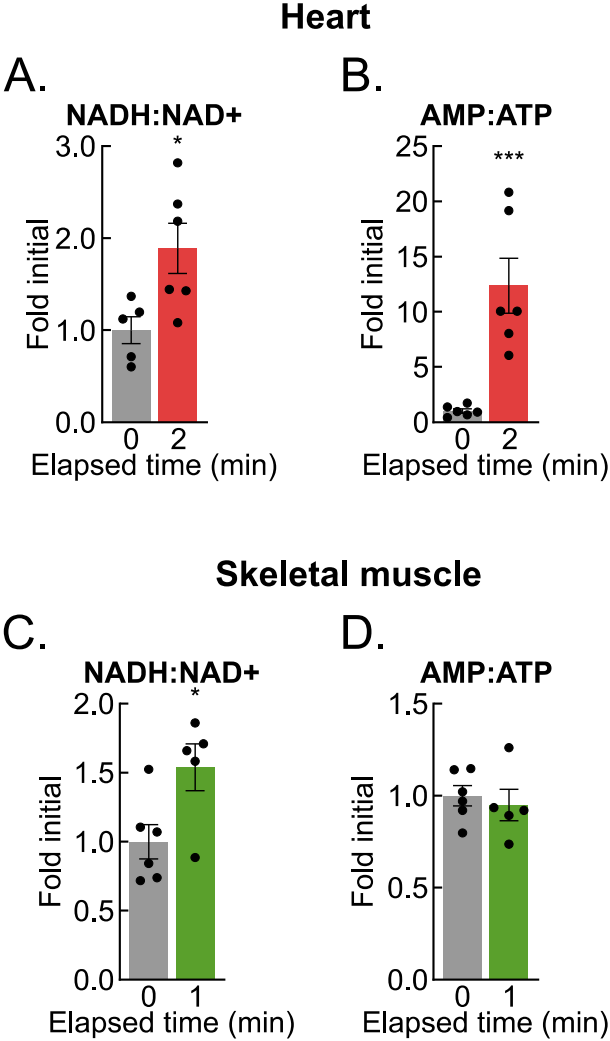 Heart
A.
NADH:NAD+
*
3.0
2.0
1.0
0.0
Fold initial
0 2
Elapsed time (min)
B.
AMP:ATP
***
25
20
15
10
5
0
Fold initial
0 2
Elapsed time (min)
Skeletal muscle
C.
NADH:NAD+
*
2.0
1.5
1.0
0.5
0.0
Fold initial
0 1
Elapsed time (min)
D.
AMP:ATP
1.5
1.0
0.5
0.0
Fold initial
0 1
Elapsed time (min)